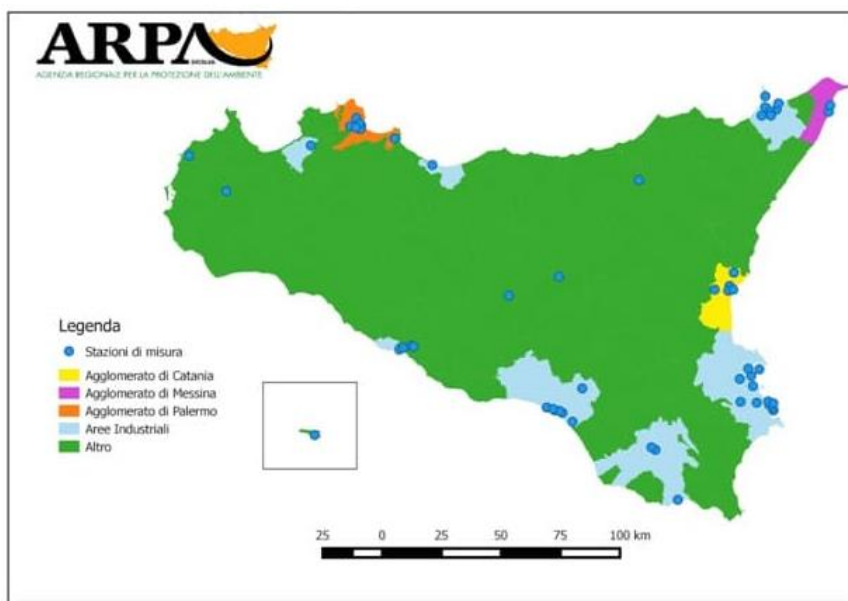 ARPA
SICILIA
AGENZIA REGIONALE PER LA PROTEZIONE DELL'AMBIENTE
Legenda
Stazioni di misura
Agglomerato di Catania
Agglomerato di Messina
Agglomerato di Palermo
Aree Industriali
Altro
25 0 25 50 75 100 km